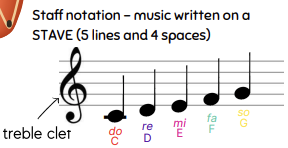 Staff notation – music written on a
STAVE (5 lines and 4 spaces)
treble clef
do re mi fa so
C D E F G